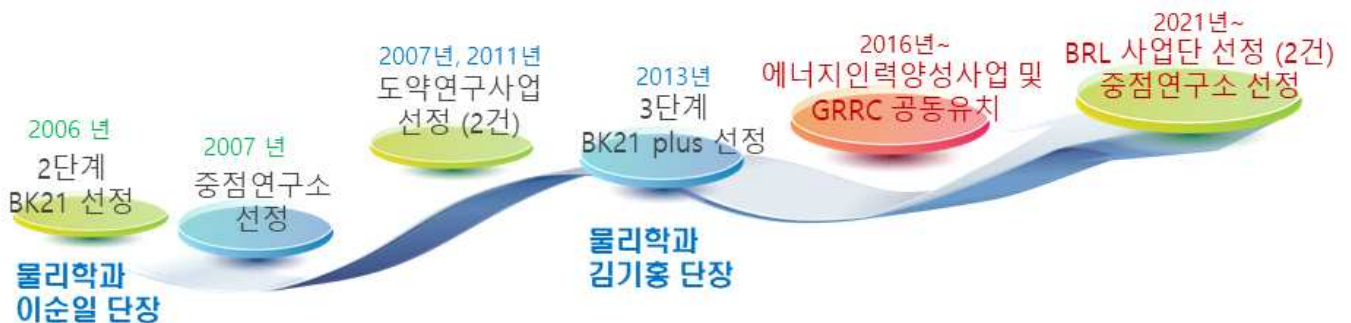 2006 년
2단계
BK21 선정
물리학과
이순일 단장
2007 년
중점연구소
선정
2007년, 2011년
도약연구사업
선정 (2건)
2013년
3단계
BK21 plus 선정
물리학과
김기홍 단장
2016년~
에너지인력양성사업 및
GRRC 공동유치
2021년~
BRL 사업단 선정 (2건)
중점연구소 선정